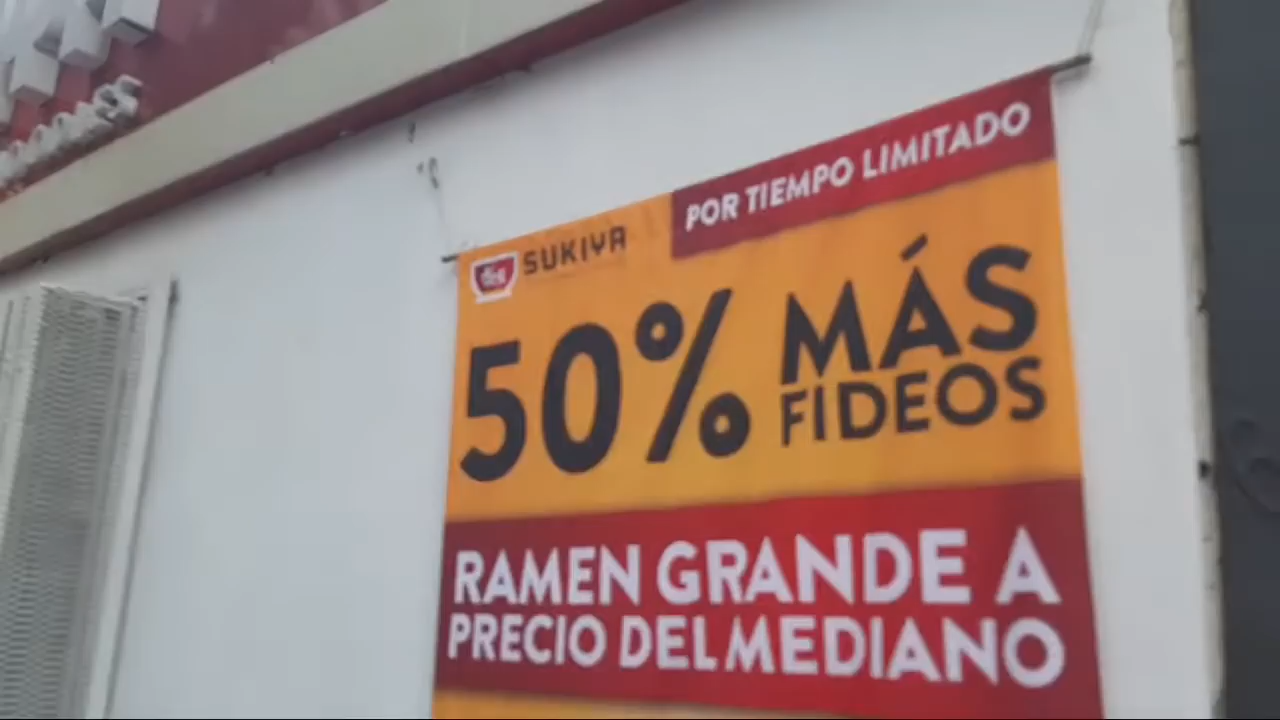 POR TIEMPO LIMITADO
SUKIYA
50% MÁS
FIDEOS
RAMEN GRANDE A
PRECIO DEL MEDIANO